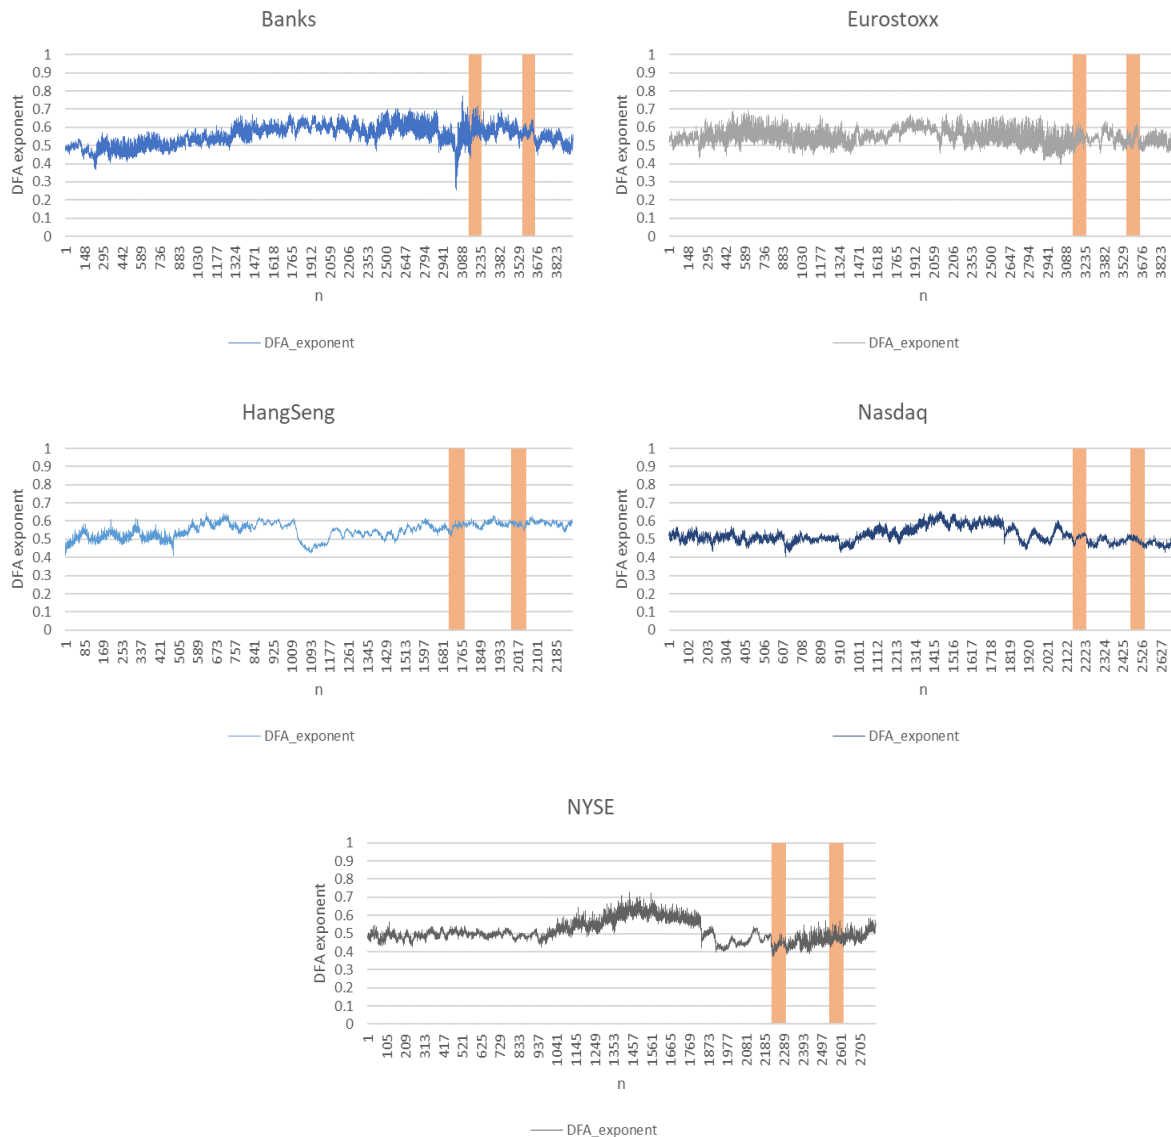 Banks
1
0.9
0.8
0.7
0.6
0.5
0.4
0.3
0.2
0.1
0
DFA exponent
1 148 295 442 589 736 883 1030 1177 1324 1471 1618 1765 1912 2059 2206 2353 2500 2647 2794 2941 3088 3235 3382 3529 3676 3823
n
DFA_exponent
Eurostoxx
1
0.9
0.8
0.7
0.6
0.5
0.4
0.3
0.2
0.1
0
DFA exponent
1 148 295 442 589 736 883 1030 1177 1324 1471 1618 1765 1912 2059 2206 2353 2500 2647 2794 2941 3088 3235 3382 3529 3676 3823
n
DFA_exponent
HangSeng
1
0.9
0.8
0.7
0.6
0.5
0.4
0.3
0.2
0.1
0
DFA exponent
1 85 169 253 337 421 505 589 673 757 841 925 1009 1093 1177 1261 1345 1429 1513 1597 1681 1765 1849 1933 2017 2101 2185
n
DFA_exponent
Nasdaq
1
0.9
0.8
0.7
0.6
0.5
0.4
0.3
0.2
0.1
0
DFA exponent
1 102 203 304 405 506 607 708 809 910 1011 1112 1213 1314 1415 1516 1617 1718 1819 1920 2021 2122 2223 2324 2425 2526 2627
n
DFA_exponent
NYSE
1
0.9
0.8
0.7
0.6
0.5
0.4
0.3
0.2
0.1
0
DFA exponent
1 105 209 313 417 521 625 729 833 937 1041 1145 1249 1353 1457 1561 1665 1769 1873 1977 2081 2185 2289 2393 2497 2601 2705
n
DFA_exponent